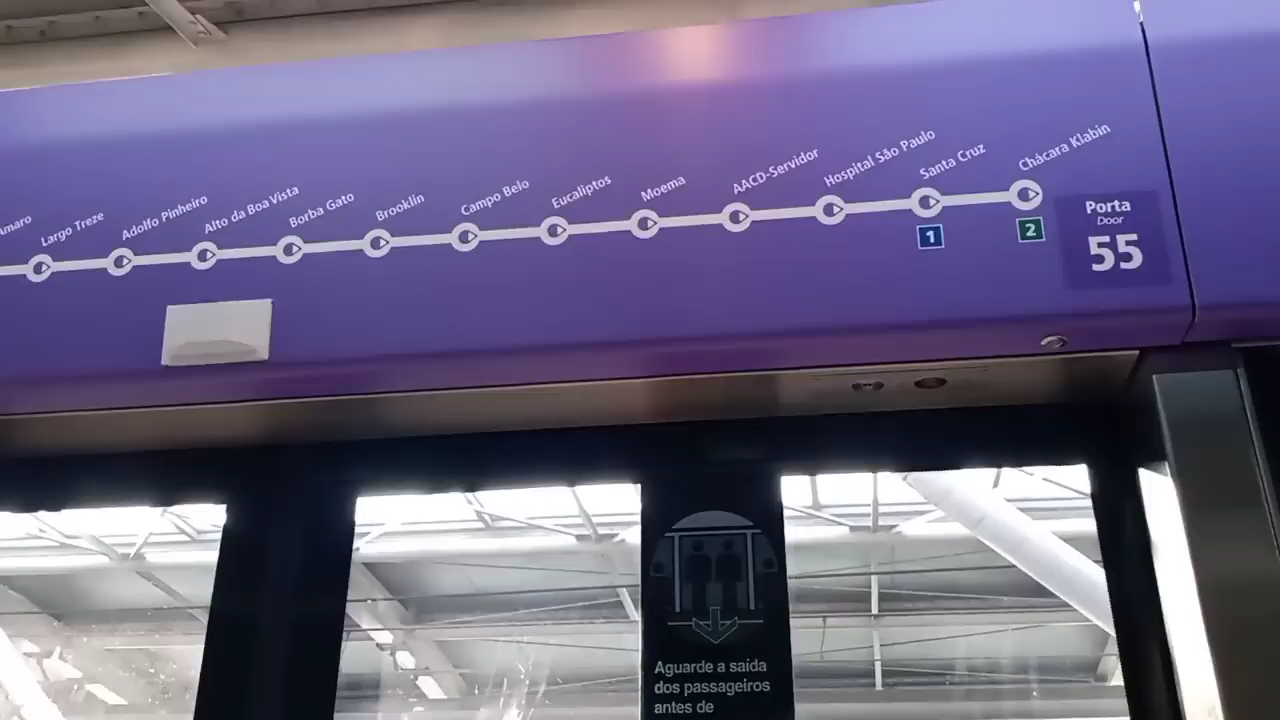 Largo Treze
Adolfo Pinheiro
Alto da Boa Vista
Borba Gato
Brooklin
Campo Belo
Eucaliptos
Moema
AACD-Servidor
Hospital São Paulo
Santa Cruz
Chácara Klabin
1
2
Porta
Door
55
Aguarde a saída
dos passageiros
antes de